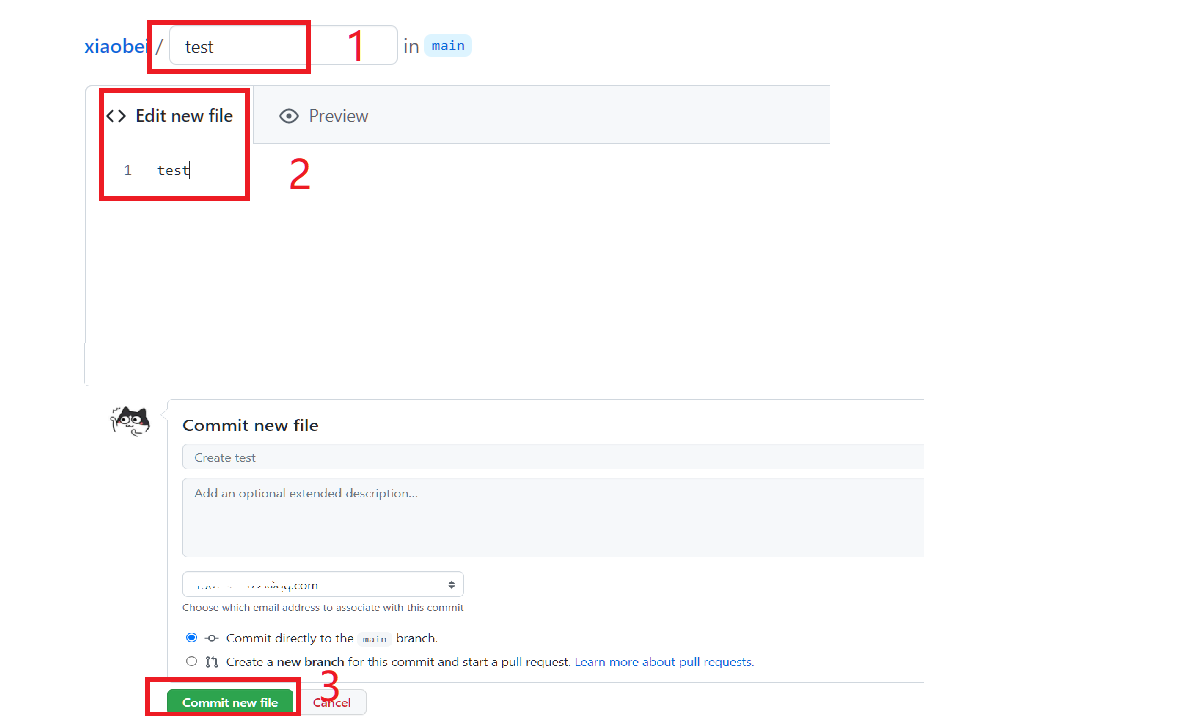 xiaobei / test 1 in main
<> Edit new file Preview
1 test 2
Commit new file
Create test
Add an optional extended description...
Choose which email address to associate with this commit
Commit directly to the main branch.
Create a new branch for this commit and start a pull request. Learn more about pull requests.
3
Commit new file Cancel